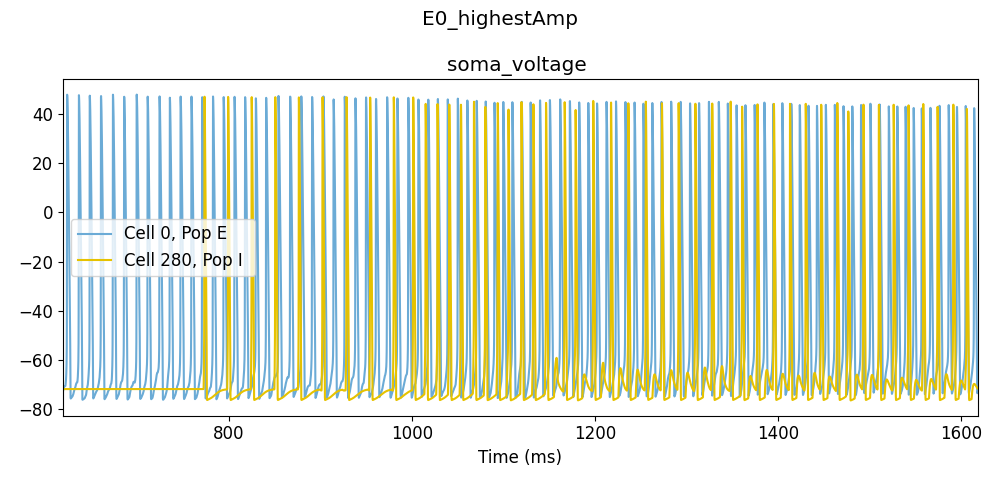 E0_highestAmp
soma_voltage
40
20
0
−20
−40
−60
−80
Cell 0, Pop E
Cell 280, Pop I
800
1000
1200
1400
1600
Time (ms)